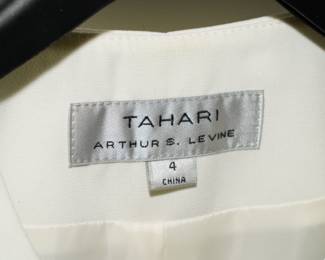 TAHARI
ARTHUR S. LEVINE
4
CHINA